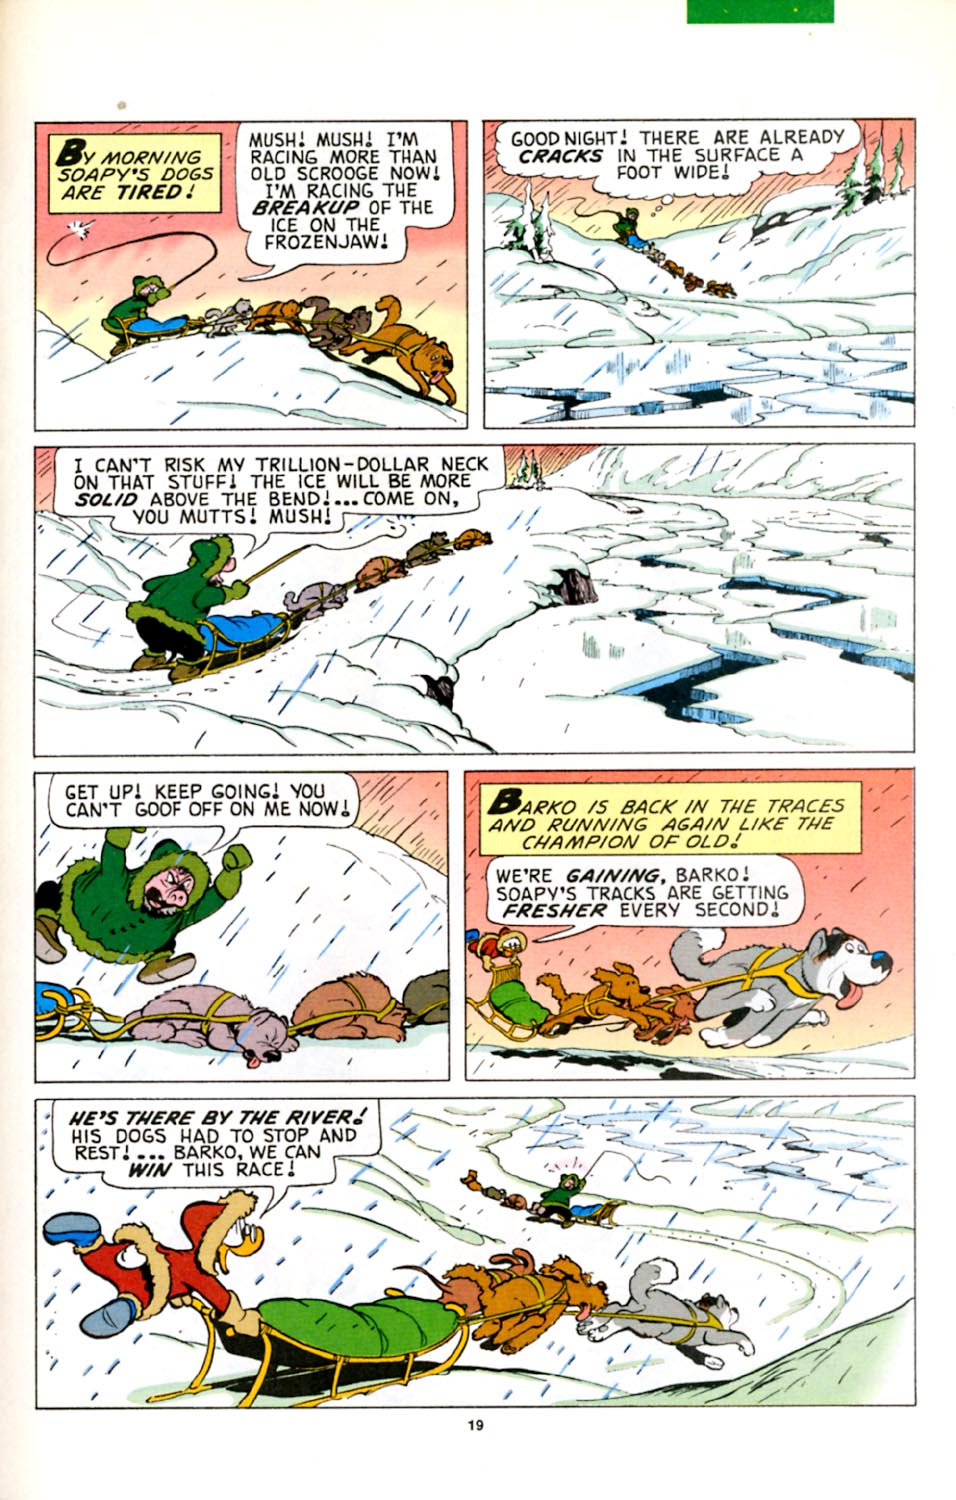 BY MORNING
SOAPY'S DOGS
ARE TIRED!
MUSH! MUSH! I'M
RACING MORE THAN
OLD SCROOGE NOW!
I'M RACING THE
BREAKUP OF THE
ICE ON THE
FROZENJAW!
GOOD NIGHT! THERE ARE ALREADY
CRACKS IN THE SURFACE A
FOOT WIDE!
I CAN'T RISK MY TRILLION-DOLLAR NECK
ON THAT STUFF! THE ICE WILL BE MORE
SOLID ABOVE THE BEND!... COME ON,
YOU MUTTS! MUSH!
GET UP! KEEP GOING! YOU
CAN'T GOOF OFF ON ME NOW!
BARKO IS BACK IN THE TRACES
AND RUNNING AGAIN LIKE THE
CHAMPION OF OLD!
WE'RE GAINING, BARKO!
SOAPY'S TRACKS ARE GETTING
FRESHER EVERY SECOND!
HE'S THERE BY THE RIVER!
HIS DOGS HAD TO STOP AND
REST!... BARKO, WE CAN
WIN THIS RACE!
19